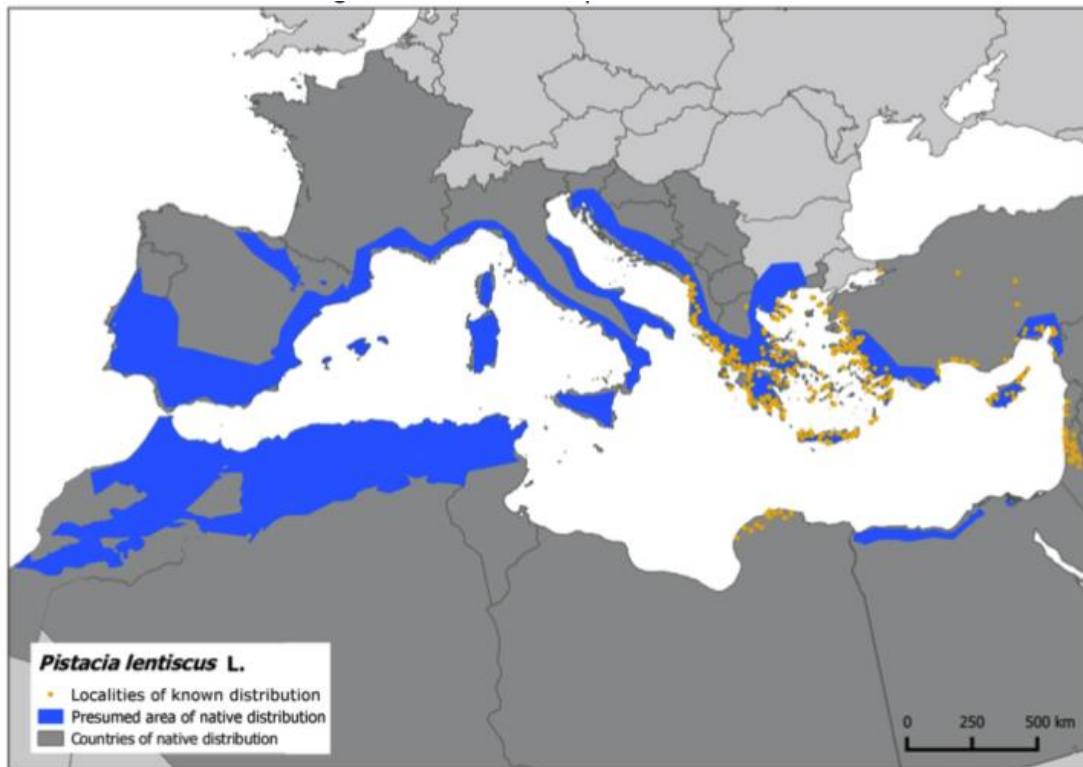 Pistacia lentiscus L.
Localities of known distribution
Presumed area of native distribution
Countries of native distribution
0 250 500 km